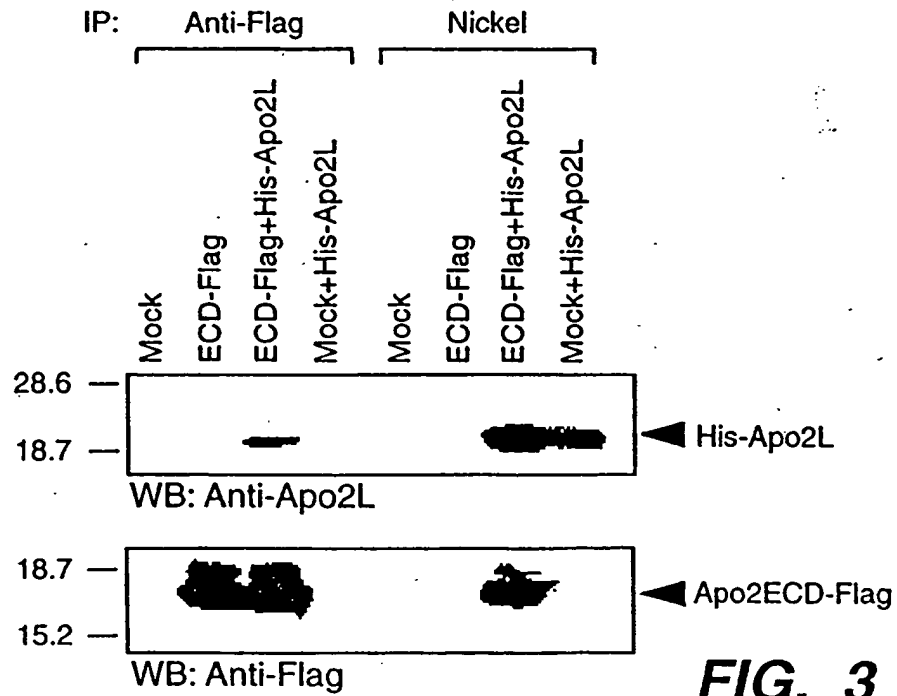 IP: Anti-Flag Nickel
Mock
ECD-Flag
ECD-Flag+His-Apo2L
Mock+His-Apo2L
Mock
ECD-Flag
ECD-Flag+His-Apo2L
Mock+His-Apo2L
28.6
18.7
His-Apo2L
WB: Anti-Apo2L
18.7
Apo2ECD-Flag
15.2
WB: Anti-Flag
FIG. 3